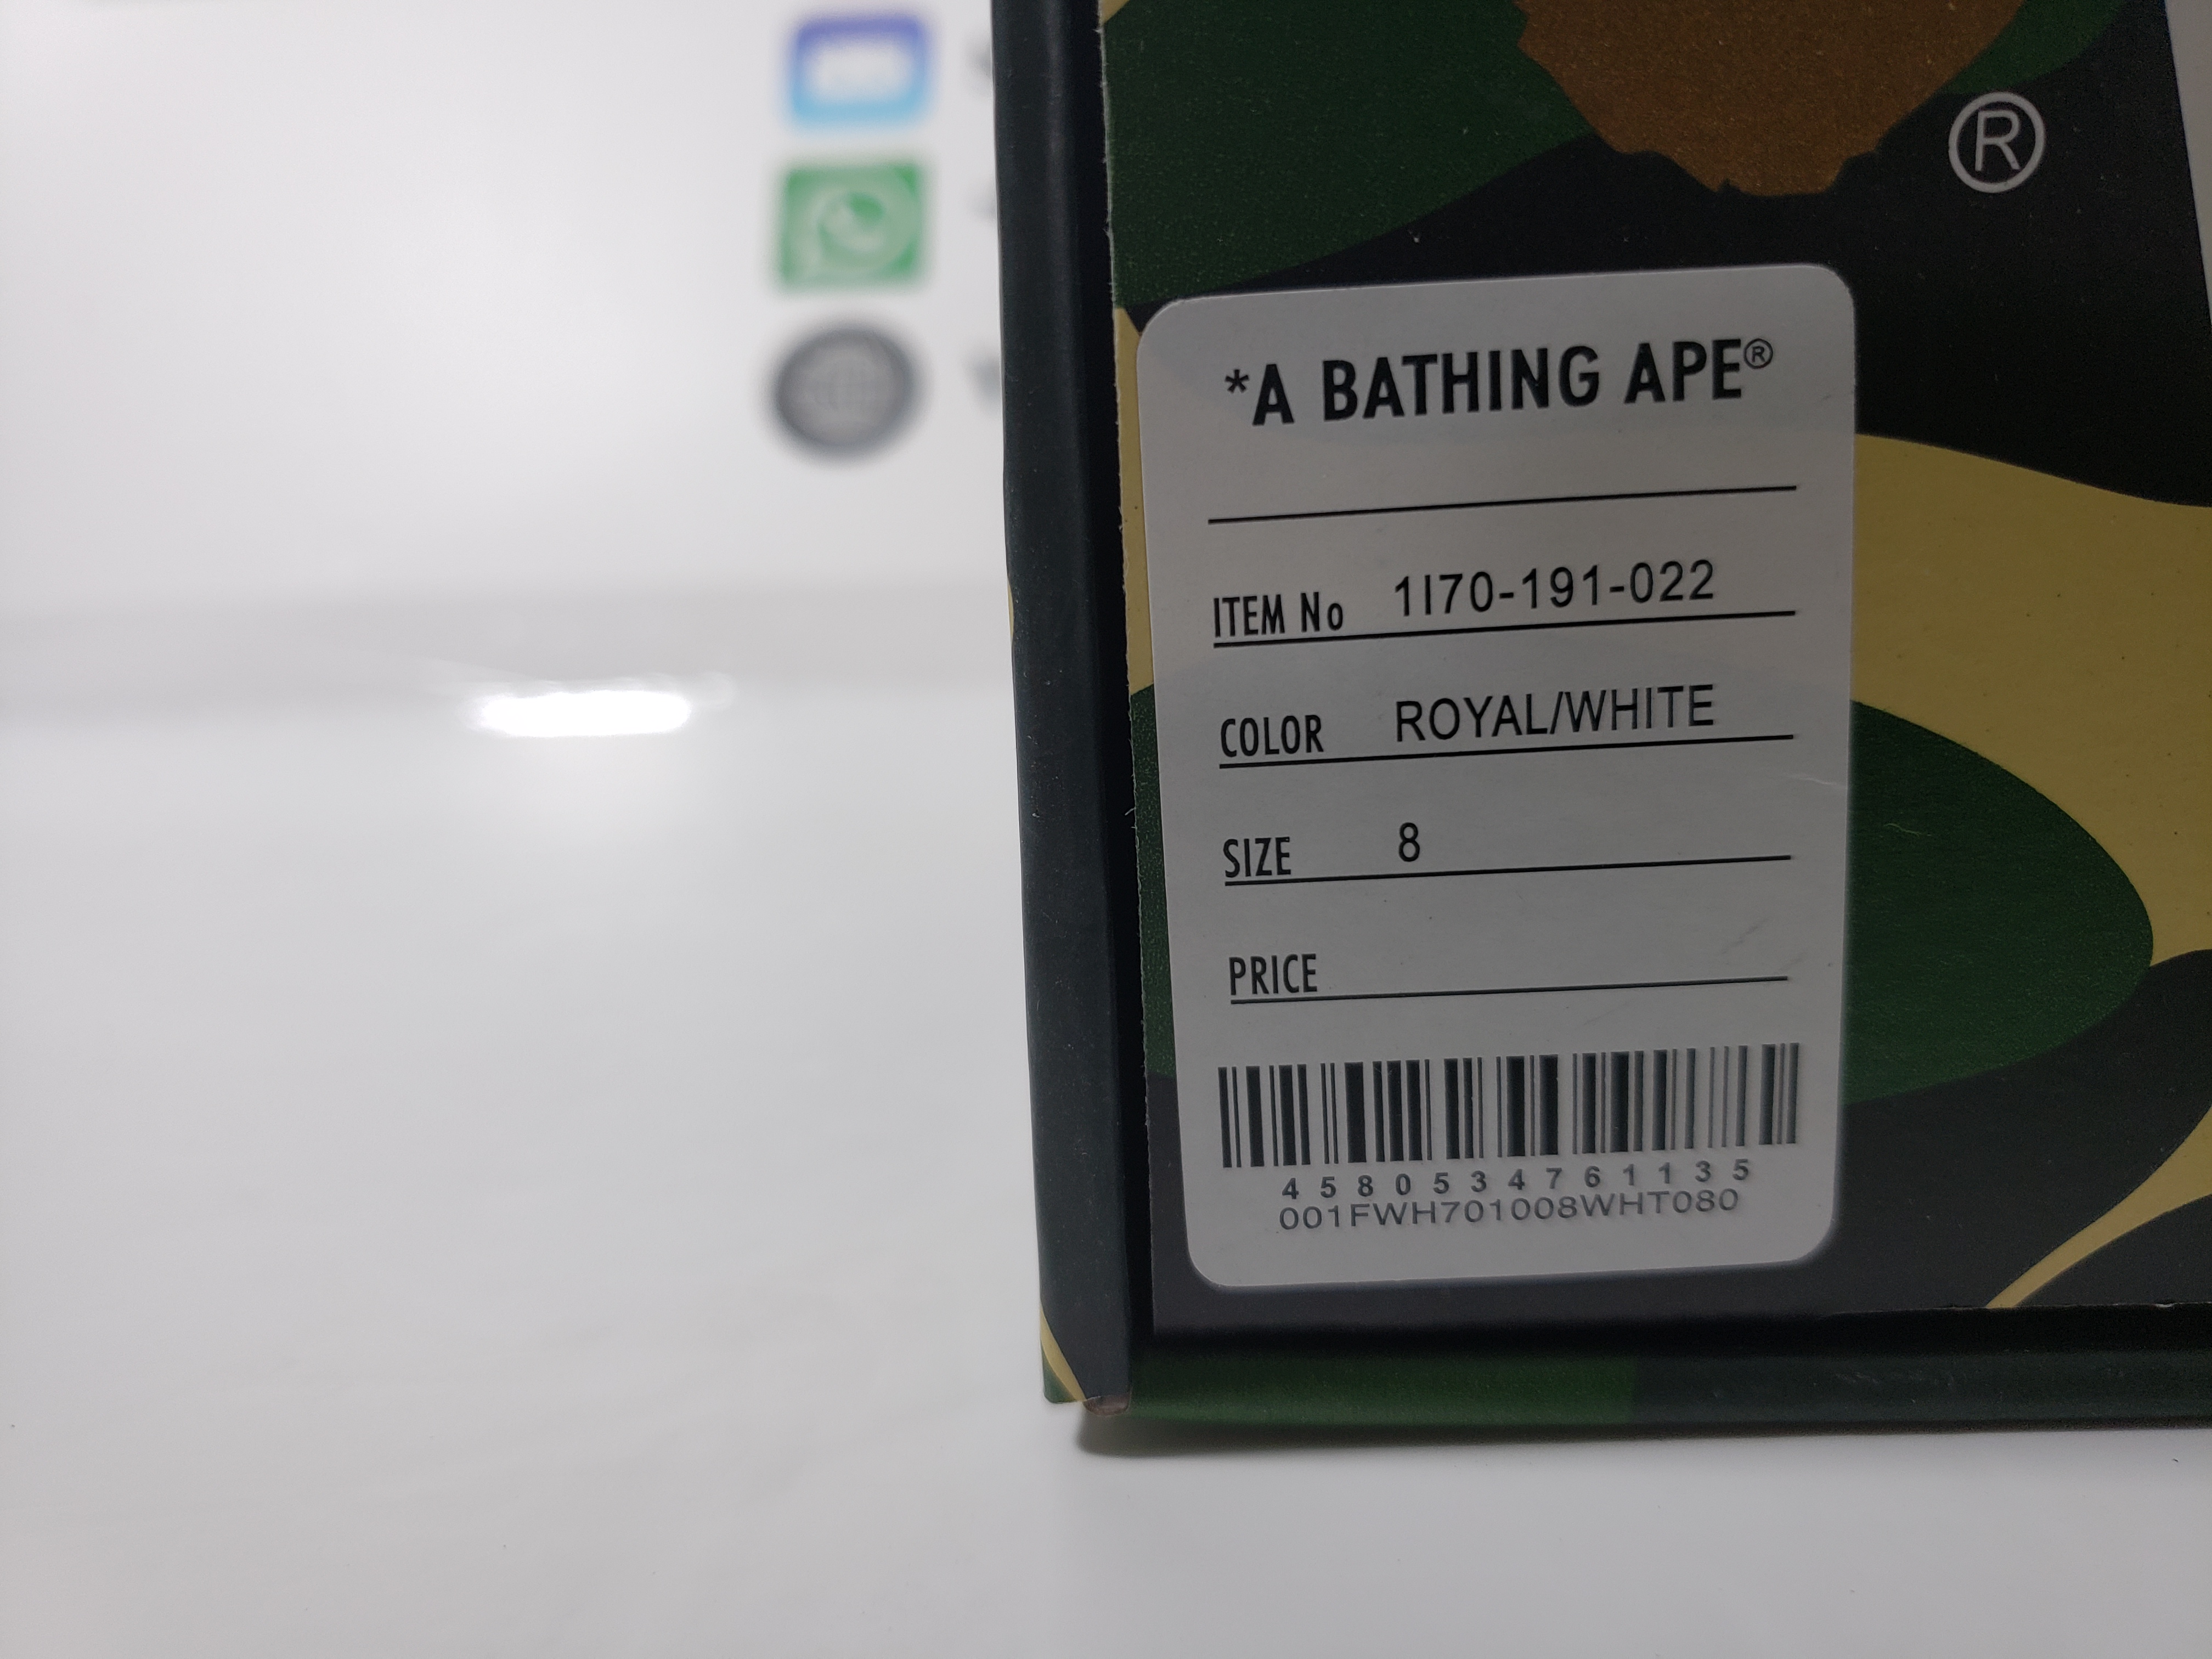 ®
*A BATHING APE®
ITEM No 1I70-191-022
COLOR ROYAL/WHITE
SIZE 8
PRICE
4580534761135
001FWH701008WHT080